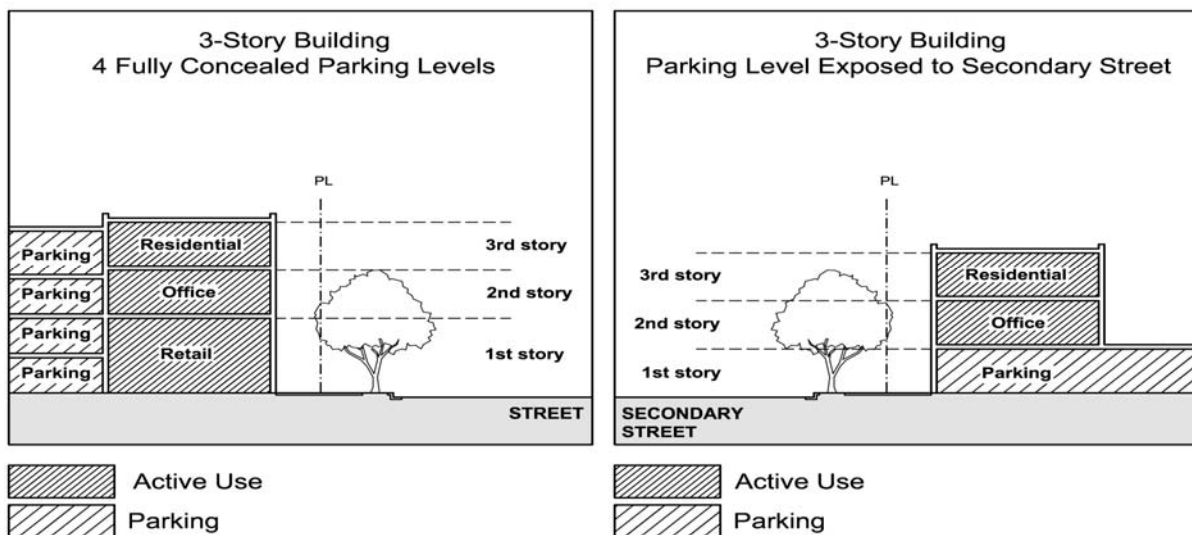 3-Story Building
4 Fully Concealed Parking Levels
PL
Residential
Parking
3rd story
Office
Parking
2nd story
Parking
Retail
1st story
Parking
STREET
Active Use
Parking
3-Story Building
Parking Level Exposed to Secondary Street
PL
3rd story
Residential
2nd story
Office
1st story
Parking
SECONDARY
STREET
Active Use
Parking